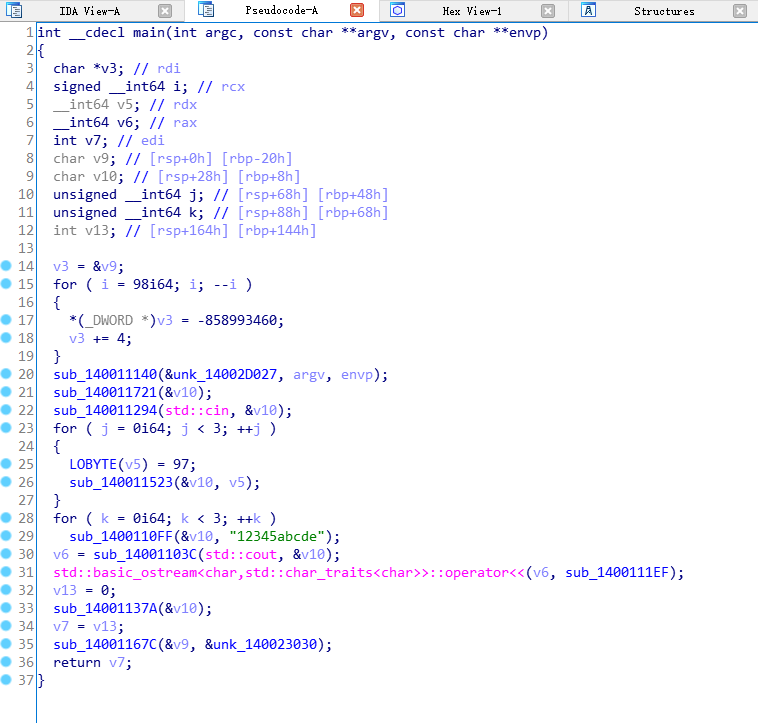 IDA View-A Pseudocode-A Hex View-1 Structures
1 int __cdecl main(int argc, const char **argv, const char **envp)
2 {
3   char *v3; // rdi
4   signed __int64 i; // rcx
5   __int64 v5; // rdx
6   __int64 v6; // rax
7   int v7; // edi
8   char v9; // [rsp+0h] [rbp-20h]
9   char v10; // [rsp+28h] [rbp+8h]
10   unsigned __int64 j; // [rsp+68h] [rbp+48h]
11   unsigned __int64 k; // [rsp+88h] [rbp+68h]
12   int v13; // [rsp+164h] [rbp+144h]
13
14   v3 = &v9;
15   for ( i = 98i64; i; --i )
16   {
17     *(_DWORD *)v3 = -858993460;
18     v3 += 4;
19   }
20   sub_140011140(&unk_14002D027, argv, envp);
21   sub_140011721(&v10);
22   sub_140011294(std::cin, &v10);
23   for ( j = 0i64; j < 3; ++j )
24   {
25     LOBYTE(v5) = 97;
26     sub_140011523(&v10, v5);
27   }
28   for ( k = 0i64; k < 3; ++k )
29     sub_1400110FF(&v10, "12345abcde");
30   v6 = sub_14001103C(std::cout, &v10);
31   std::basic_ostream<char,std::char_traits<char>>::operator<<(v6, sub_1400111EF);
32   v13 = 0;
33   sub_14001137A(&v10);
34   v7 = v13;
35   sub_14001167C(&v9, &unk_140023030);
36   return v7;
37 }